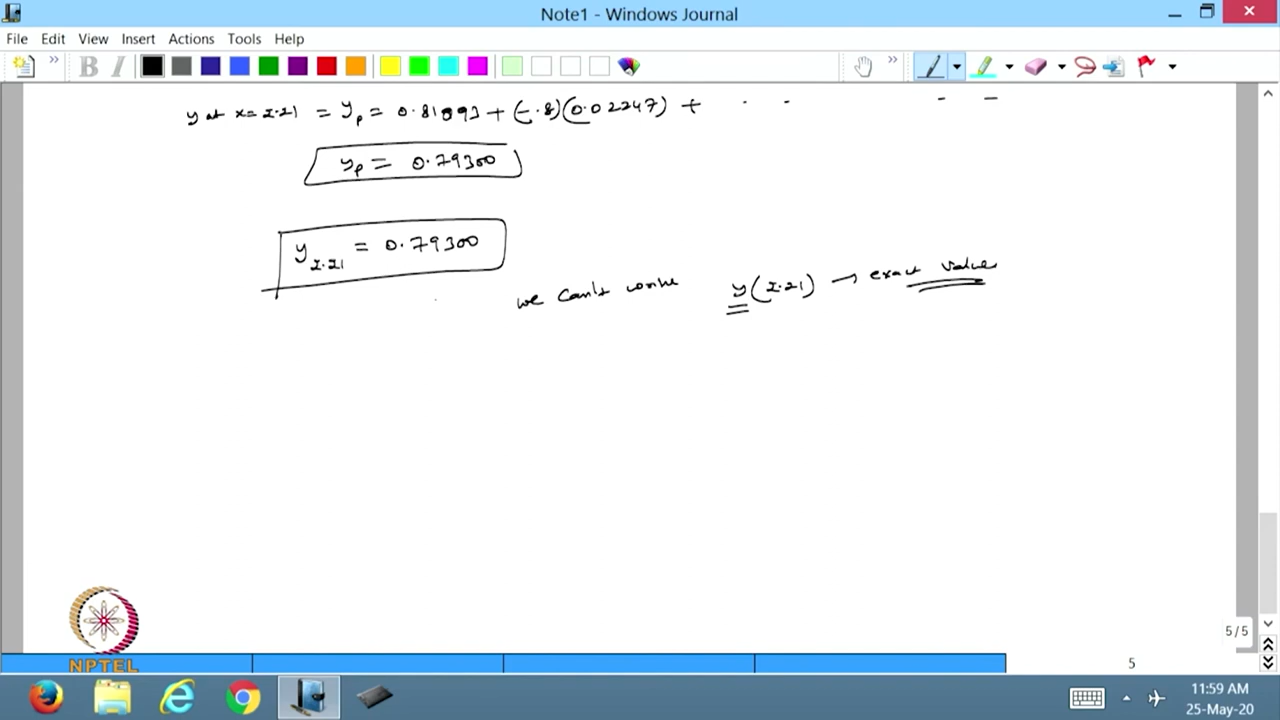 Note1 - Windows Journal
File Edit View Insert Actions Tools Help
y at x = 2.21 = yₚ = 0.81093 + (-.8)(0.02247) + . . - -
yₚ = 0.79300
y₂.₂₁ = 0.79300
we can't write y(2.21) → exact value
5 / 5
NPTEL
5
11:59 AM
25-May-20